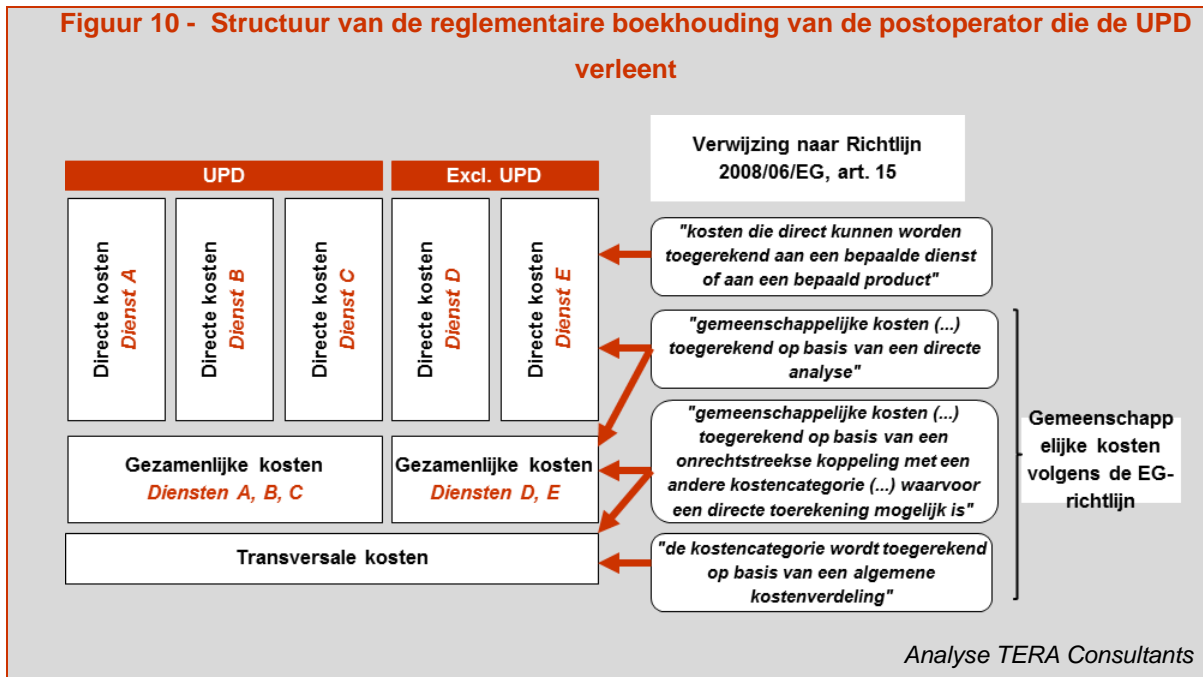 Figuur 10 - Structuur van de reglementaire boekhouding van de postoperator die de UPD
verleent
Verwijzing naar Richtlijn
2008/06/EG, art. 15
UPD
Excl. UPD
Directe kosten
Dienst A
Directe kosten
Dienst B
Directe kosten
Dienst C
Directe kosten
Dienst D
Directe kosten
Dienst E
"kosten die direct kunnen worden
toegerekend aan een bepaalde dienst
of aan een bepaald product"
"gemeenschappelijke kosten (...)
toegerekend op basis van een directe
analyse"
"gemeenschappelijke kosten (...)
toegerekend op basis van een
onrechtstreekse koppeling met een
andere kostencategorie (...) waarvoor
een directe toerekening mogelijk is"
"de kostencategorie wordt toegerekend
op basis van een algemene
kostenverdeling"
Gemeenschapp
elijke kosten
volgens de EG-
richtlijn
Gezamenlijke kosten
Diensten A, B, C
Gezamenlijke kosten
Diensten D, E
Transversale kosten
Analyse TERA Consultants